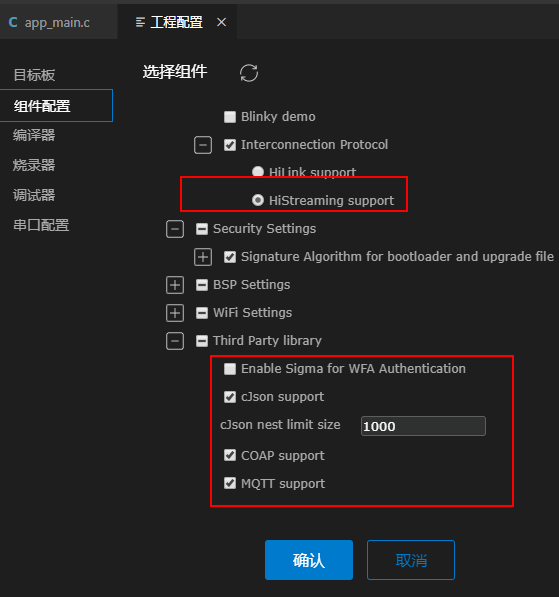 C app_main.c 工程配置 ×
选择组件
目标板
组件配置
编译器
烧录器
调试器
串口配置
Blinky demo
Interconnection Protocol
HiLink support
HiStreaming support
Security Settings
Signature Algorithm for bootloader and upgrade file
BSP Settings
WiFi Settings
Third Party library
Enable Sigma for WFA Authentication
cJson support
cJson nest limit size 1000
COAP support
MQTT support
确认 取消